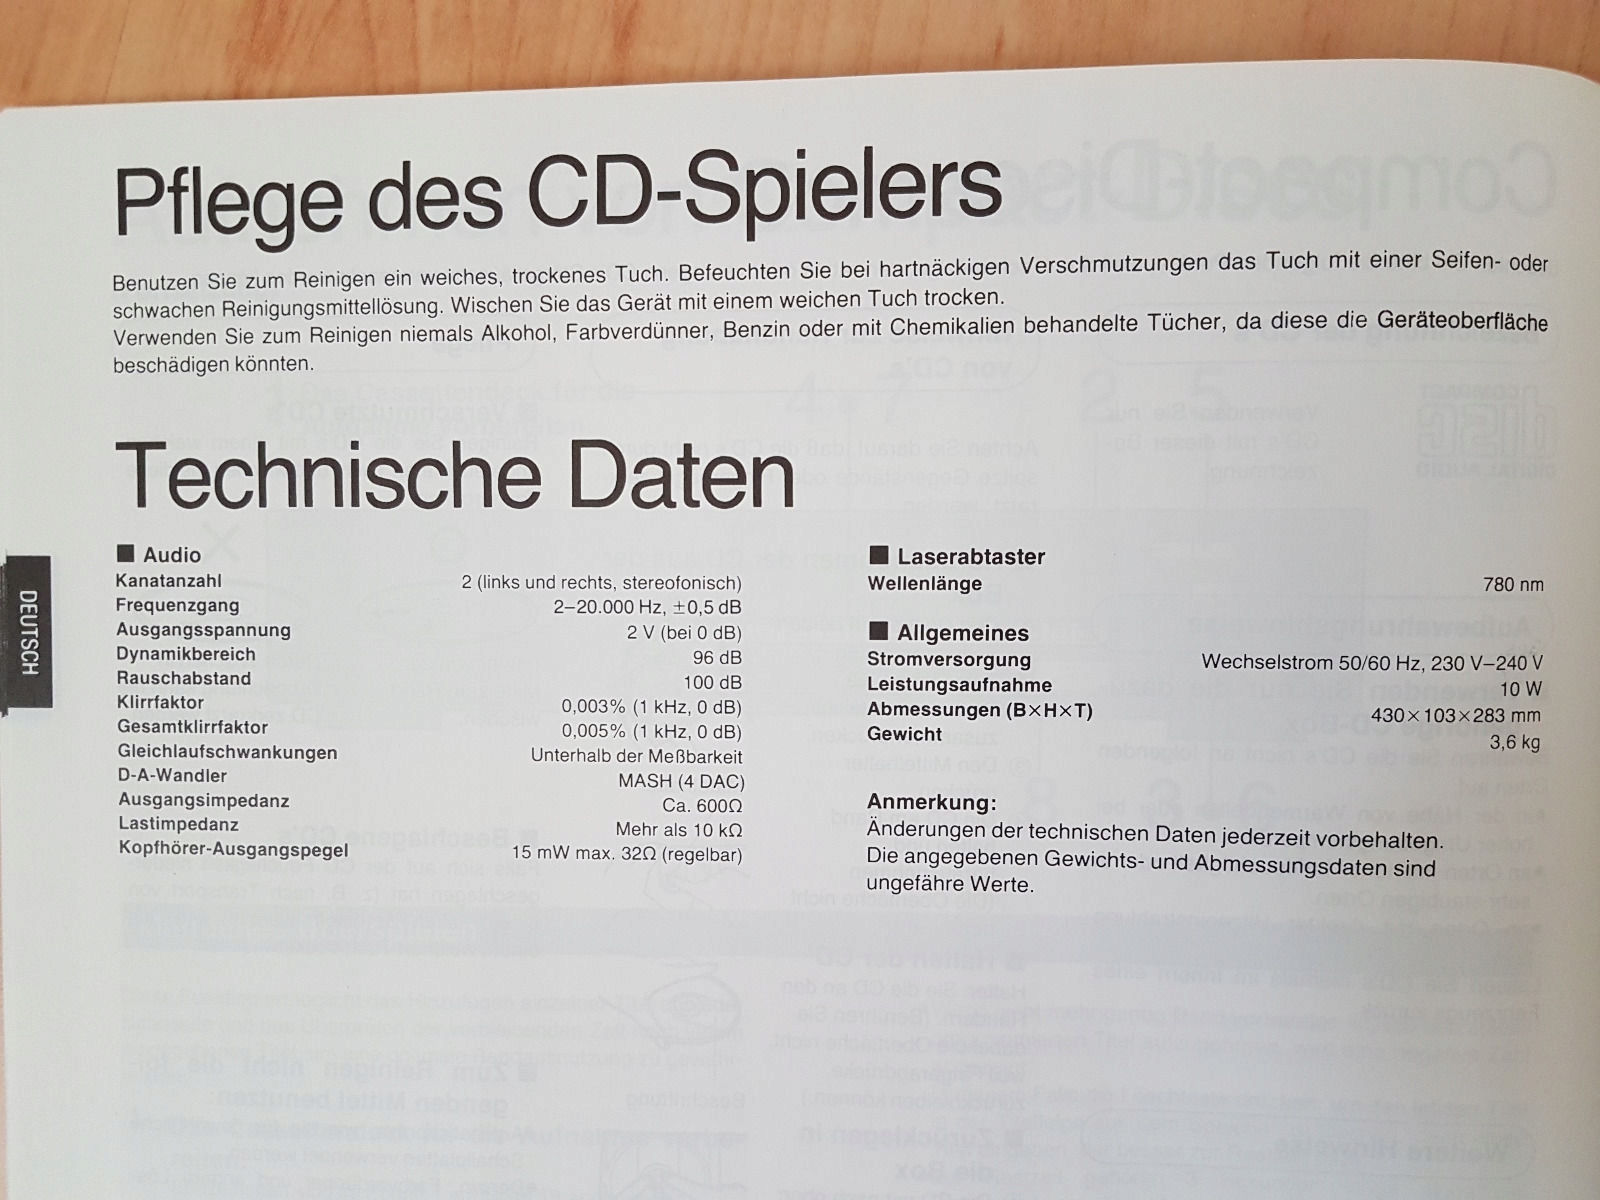 Pflege des CD-Spielers
Benutzen Sie zum Reinigen ein weiches, trockenes Tuch. Befeuchten Sie bei hartnäckigen Verschmutzungen das Tuch mit einer Seifen- oder
schwachen Reinigungsmittellösung. Wischen Sie das Gerät mit einem weichen Tuch trocken.
Verwenden Sie zum Reinigen niemals Alkohol, Farbverdünner, Benzin oder mit Chemikalien behandelte Tücher, da diese die Geräteoberfläche
beschädigen könnten.
Technische Daten
DEUTSCH
■ Audio
Kanatanzahl 2 (links und rechts, stereofonisch)
Frequenzgang 2–20.000 Hz, ±0,5 dB
Ausgangsspannung 2 V (bei 0 dB)
Dynamikbereich 96 dB
Rauschabstand 100 dB
Klirrfaktor 0,003% (1 kHz, 0 dB)
Gesamtklirrfaktor 0,005% (1 kHz, 0 dB)
Gleichlaufschwankungen Unterhalb der Meßbarkeit
D-A-Wandler MASH (4 DAC)
Ausgangsimpedanz Ca. 600Ω
Lastimpedanz Mehr als 10 kΩ
Kopfhörer-Ausgangspegel 15 mW max. 32Ω (regelbar)
■ Laserabtaster
Wellenlänge 780 nm
■ Allgemeines
Stromversorgung Wechselstrom 50/60 Hz, 230 V–240 V
Leistungsaufnahme 10 W
Abmessungen (B×H×T) 430×103×283 mm
Gewicht 3,6 kg
Anmerkung:
Änderungen der technischen Daten jederzeit vorbehalten.
Die angegebenen Gewichts- und Abmessungsdaten sind
ungefähre Werte.